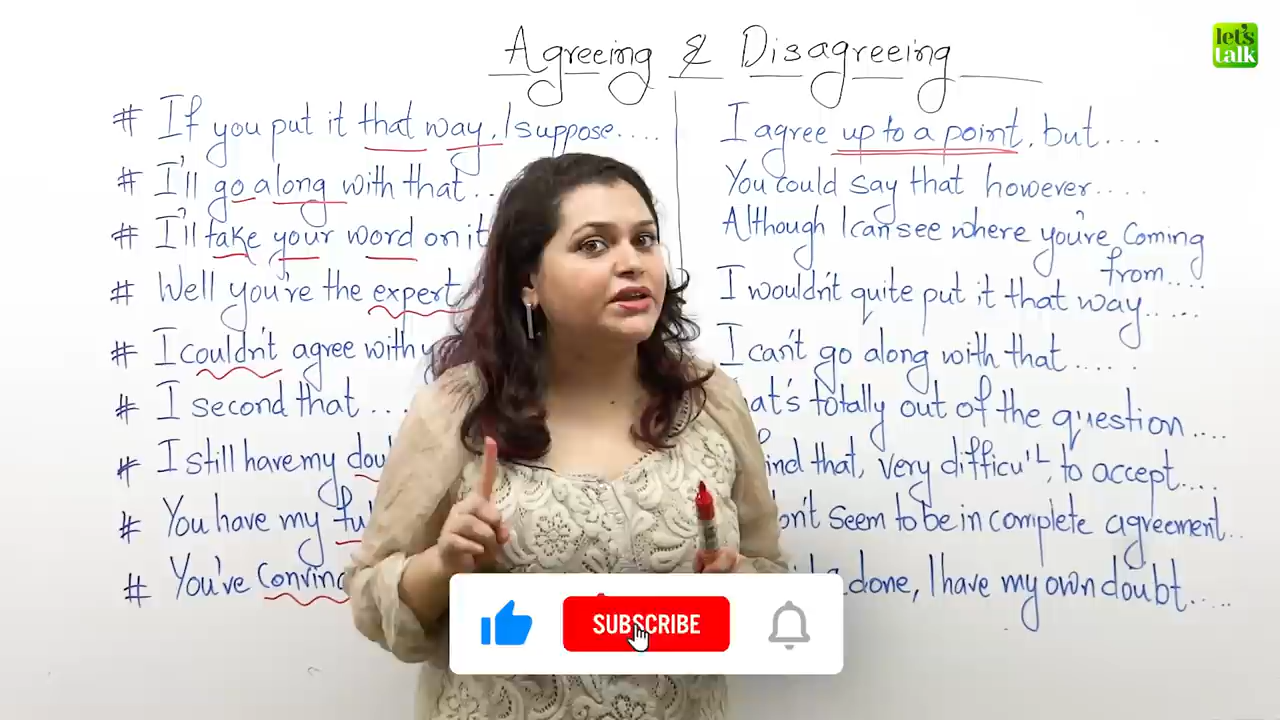 Agreeing & Disagreeing
let's
talk
# If you put it that way, I suppose....
# I'll go along with that...
# I'll take your word on it
# Well you're the expert
# I couldn't agree with
# I second that ...
# I still have my
# You have my
# You've
I agree up to a point, but....
You could say that however....
Although I can see where you're coming
from....
I wouldn't quite put it that way.....
I can't go along with that.....
totally out of the question....
that, very difficult, to accept....
seem to be in complete agreement..
done, I have my own doubt.....
SUBSCRIBE